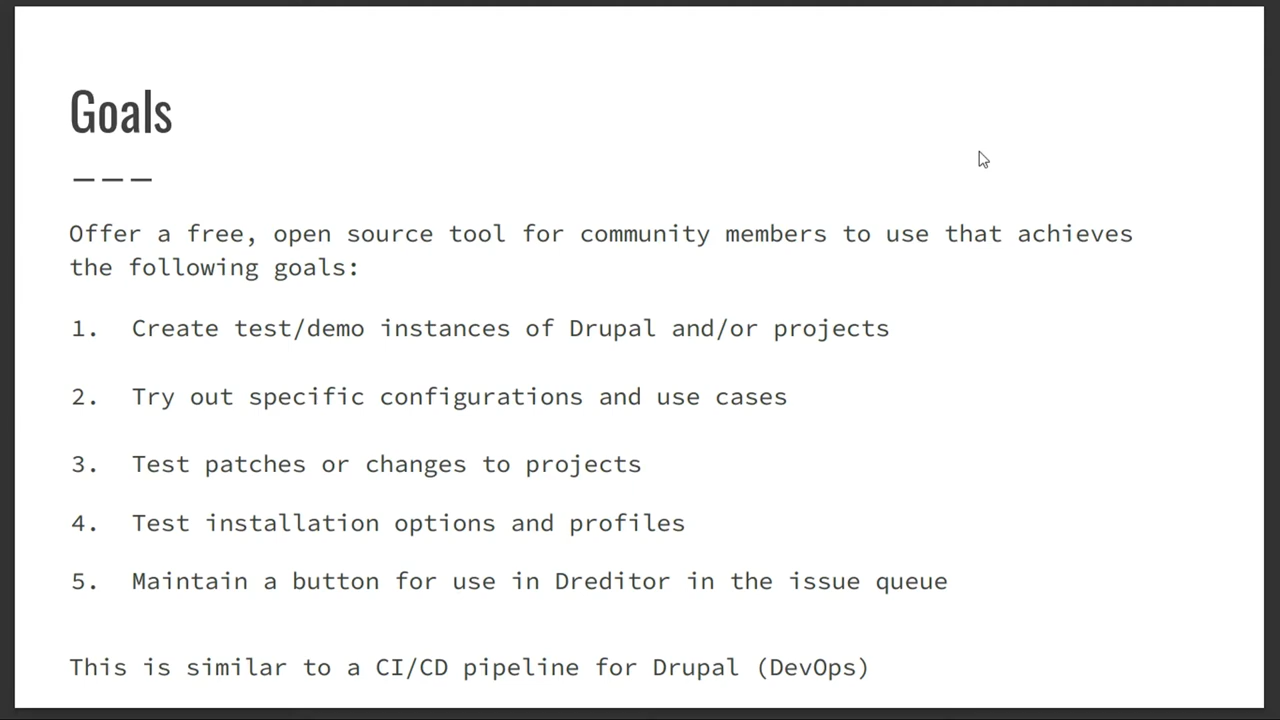 Goals
Offer a free, open source tool for community members to use that achieves
the following goals:
1. Create test/demo instances of Drupal and/or projects
2. Try out specific configurations and use cases
3. Test patches or changes to projects
4. Test installation options and profiles
5. Maintain a button for use in Dreditor in the issue queue
This is similar to a CI/CD pipeline for Drupal (DevOps)